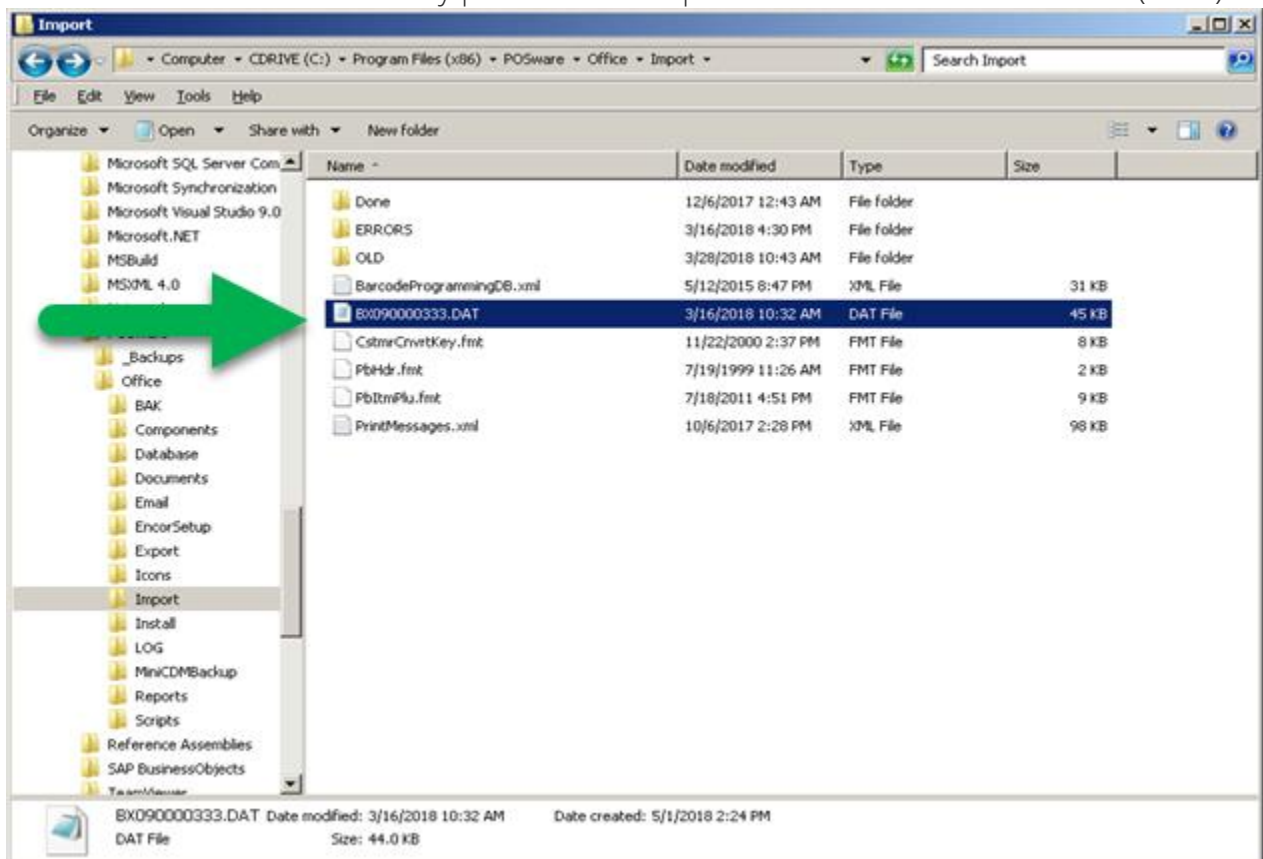 Import
Computer ▸ CDRIVE (C:) ▸ Program Files (x86) ▸ POSware ▸ Office ▸ Import
Search Import
File Edit View Tools Help
Organize Open Share with New folder
Name Date modified Type Size
Microsoft SQL Server Com
Microsoft Synchronization
Microsoft Visual Studio 9.0
Microsoft.NET
MSBuild
MSXML 4.0
_Backups
Office
BAK
Components
Database
Documents
Email
EncorSetup
Export
Icons
Import
Install
LOG
MiniCDMBackup
Reports
Scripts
Reference Assemblies
SAP BusinessObjects
TeamViewer
Done 12/6/2017 12:43 AM File folder
ERRORS 3/16/2018 4:30 PM File folder
OLD 3/28/2018 10:43 AM File folder
BarcodeProgrammingDB.xml 5/12/2015 8:47 PM XML File 31 KB
BX090000333.DAT 3/16/2018 10:32 AM DAT File 45 KB
CstmrCnvrtKey.fmt 11/22/2000 2:37 PM FMT File 8 KB
PbHdr.fmt 7/19/1999 11:26 AM FMT File 2 KB
PbItmPlu.fmt 7/18/2011 4:51 PM FMT File 9 KB
PrintMessages.xml 10/6/2017 2:28 PM XML File 98 KB
BX090000333.DAT Date modified: 3/16/2018 10:32 AM Date created: 5/1/2018 2:24 PM
DAT File Size: 44.0 KB